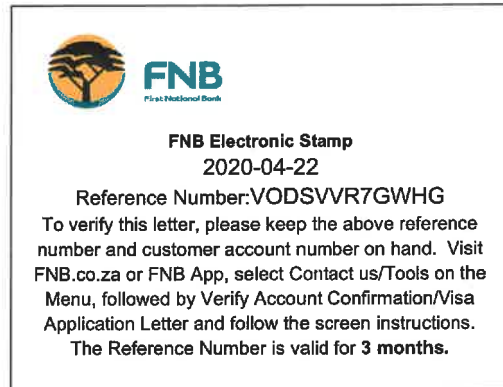 FNB
First National Bank
FNB Electronic Stamp
2020-04-22
Reference Number:VODSVVR7GWHG
To verify this letter, please keep the above reference
number and customer account number on hand. Visit
FNB.co.za or FNB App, select Contact us/Tools on the
Menu, followed by Verify Account Confirmation/Visa
Application Letter and follow the screen instructions.
The Reference Number is valid for 3 months.